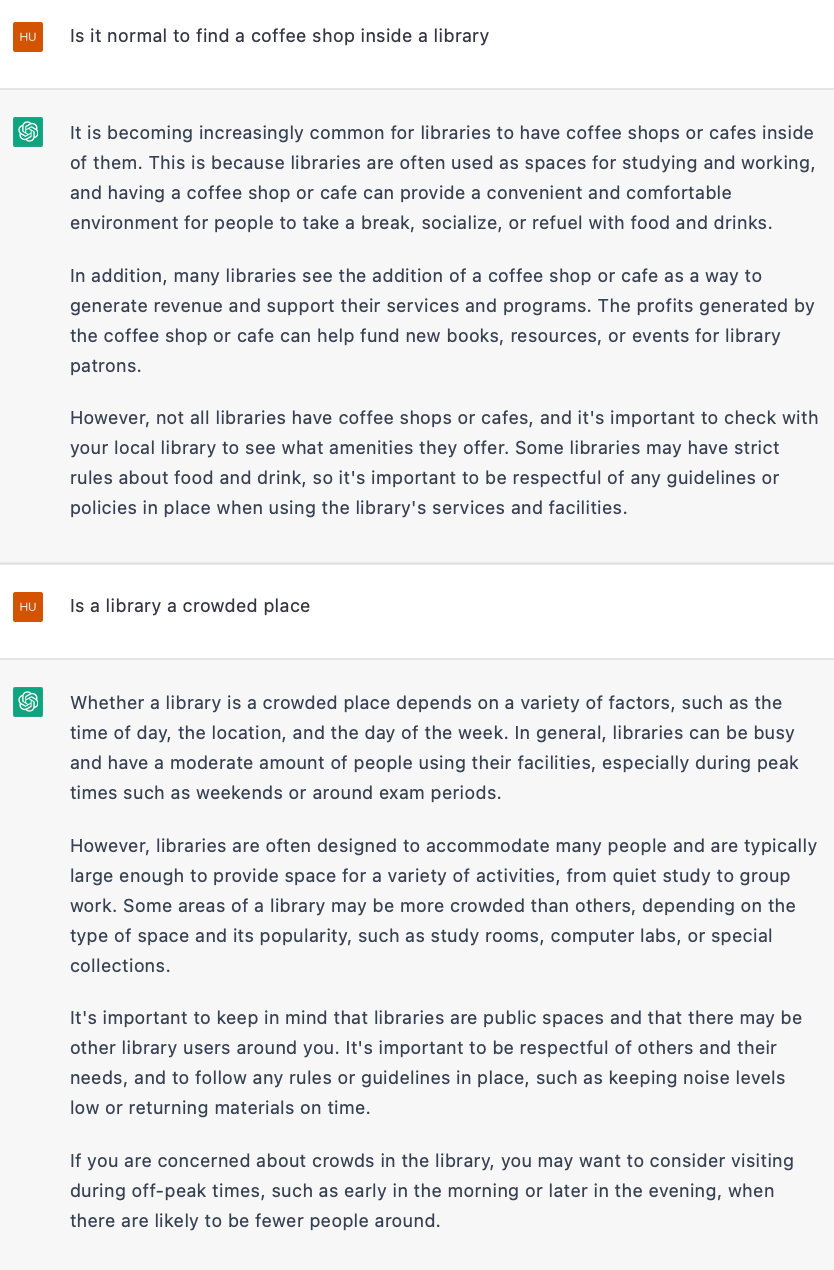 HU
Is it normal to find a coffee shop inside a library
It is becoming increasingly common for libraries to have coffee shops or cafes inside
of them. This is because libraries are often used as spaces for studying and working,
and having a coffee shop or cafe can provide a convenient and comfortable
environment for people to take a break, socialize, or refuel with food and drinks.
In addition, many libraries see the addition of a coffee shop or cafe as a way to
generate revenue and support their services and programs. The profits generated by
the coffee shop or cafe can help fund new books, resources, or events for library
patrons.
However, not all libraries have coffee shops or cafes, and it's important to check with
your local library to see what amenities they offer. Some libraries may have strict
rules about food and drink, so it's important to be respectful of any guidelines or
policies in place when using the library's services and facilities.
HU
Is a library a crowded place
Whether a library is a crowded place depends on a variety of factors, such as the
time of day, the location, and the day of the week. In general, libraries can be busy
and have a moderate amount of people using their facilities, especially during peak
times such as weekends or around exam periods.
However, libraries are often designed to accommodate many people and are typically
large enough to provide space for a variety of activities, from quiet study to group
work. Some areas of a library may be more crowded than others, depending on the
type of space and its popularity, such as study rooms, computer labs, or special
collections.
It's important to keep in mind that libraries are public spaces and that there may be
other library users around you. It's important to be respectful of others and their
needs, and to follow any rules or guidelines in place, such as keeping noise levels
low or returning materials on time.
If you are concerned about crowds in the library, you may want to consider visiting
during off-peak times, such as early in the morning or later in the evening, when
there are likely to be fewer people around.